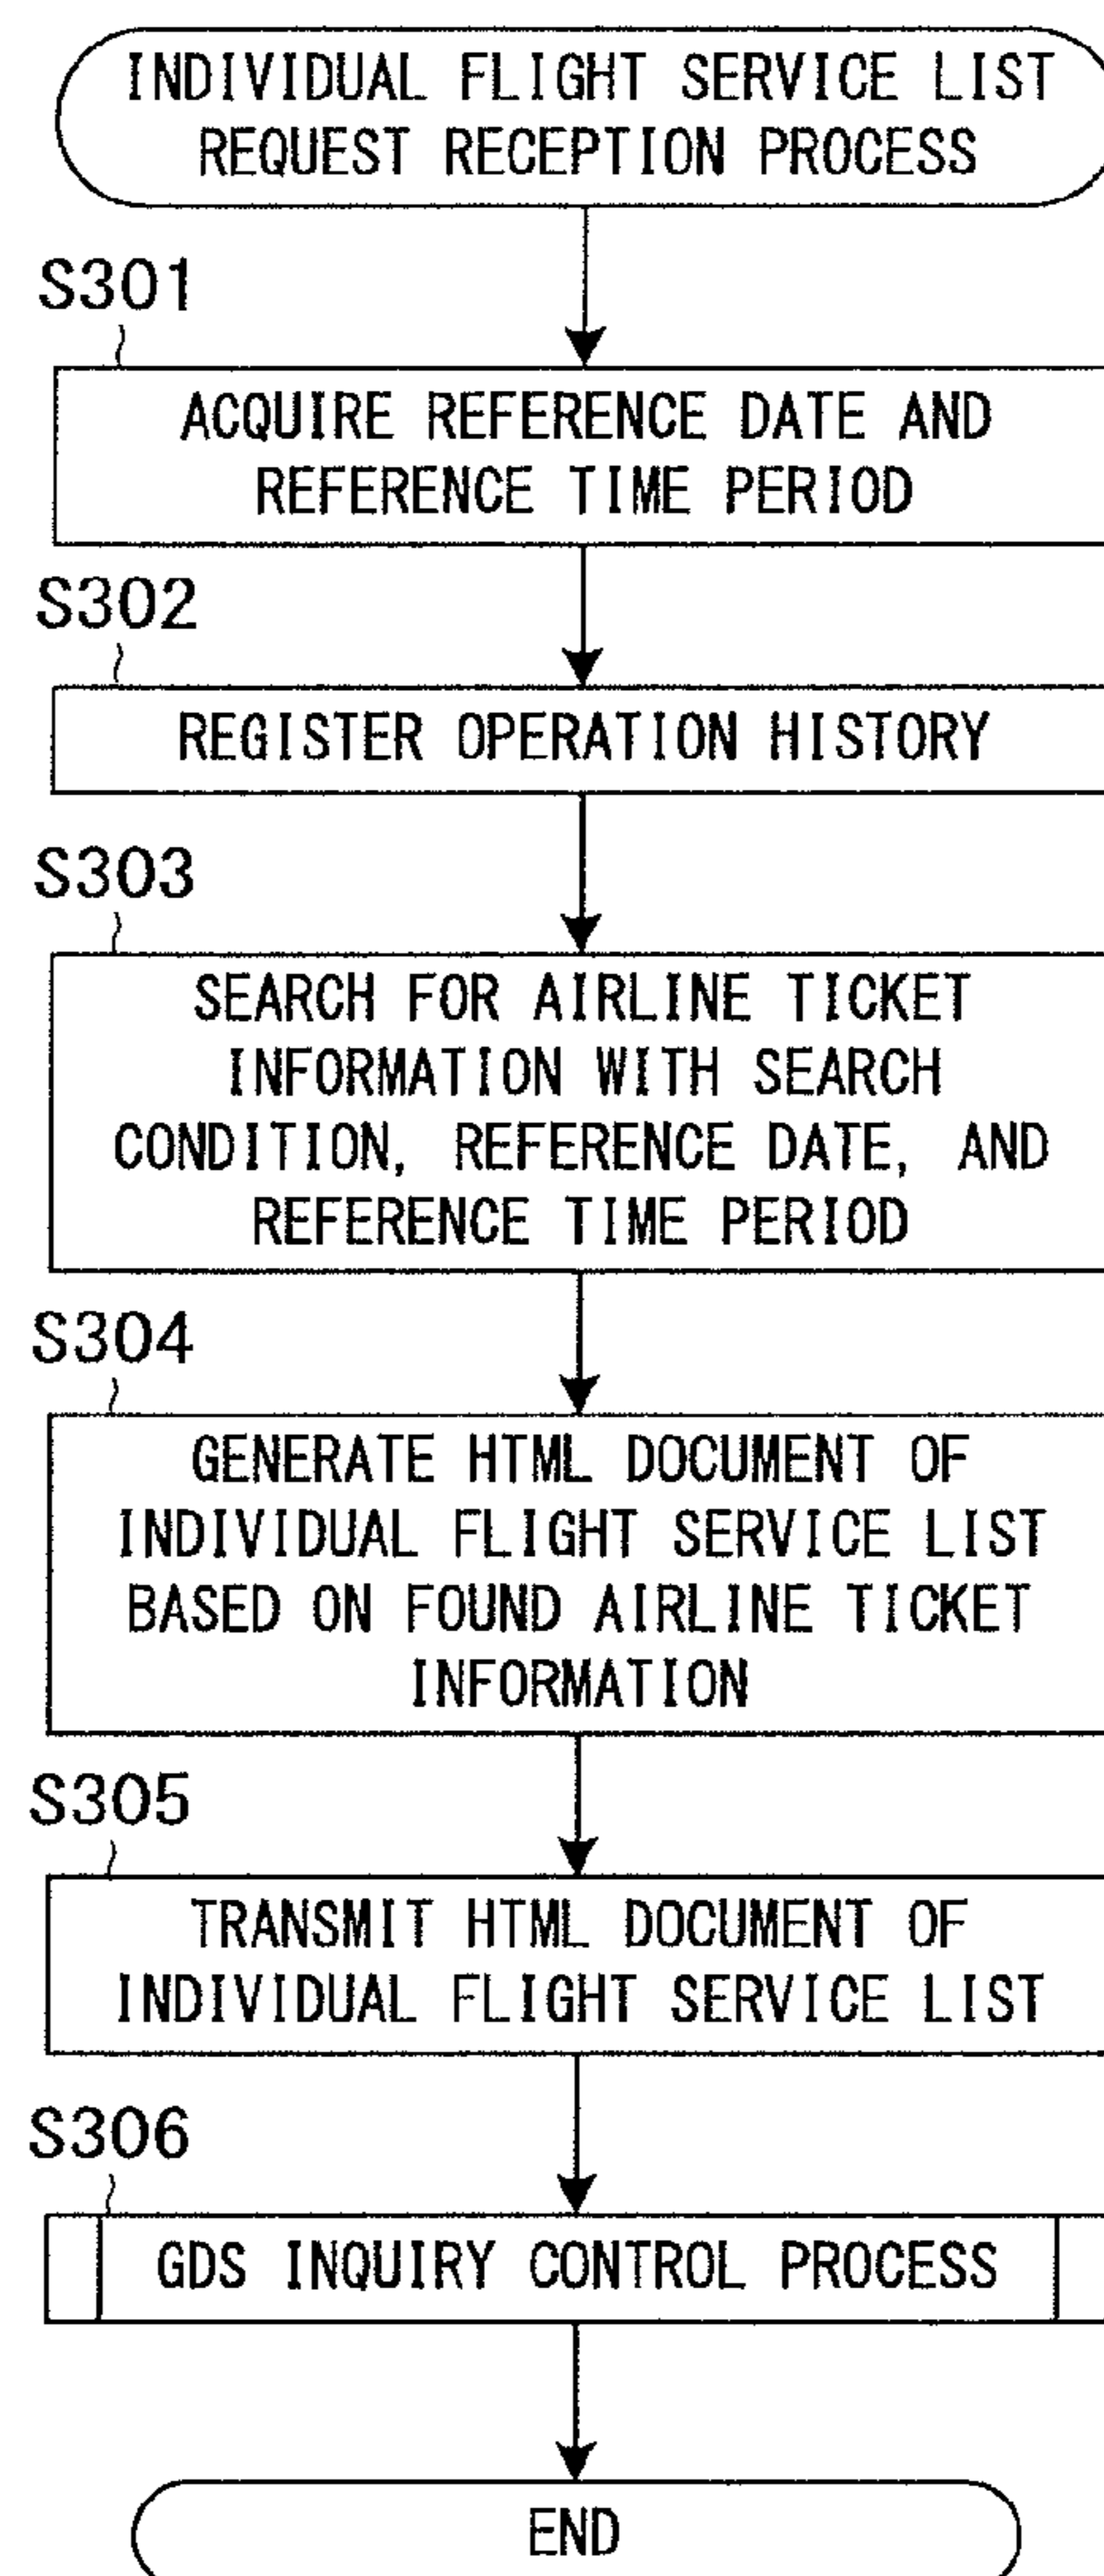 INDIVIDUAL FLIGHT SERVICE LIST
REQUEST RECEPTION PROCESS
S301
ACQUIRE REFERENCE DATE AND
REFERENCE TIME PERIOD
S302
REGISTER OPERATION HISTORY
S303
SEARCH FOR AIRLINE TICKET
INFORMATION WITH SEARCH
CONDITION, REFERENCE DATE, AND
REFERENCE TIME PERIOD
S304
GENERATE HTML DOCUMENT OF
INDIVIDUAL FLIGHT SERVICE LIST
BASED ON FOUND AIRLINE TICKET
INFORMATION
S305
TRANSMIT HTML DOCUMENT OF
INDIVIDUAL FLIGHT SERVICE LIST
S306
GDS INQUIRY CONTROL PROCESS
END